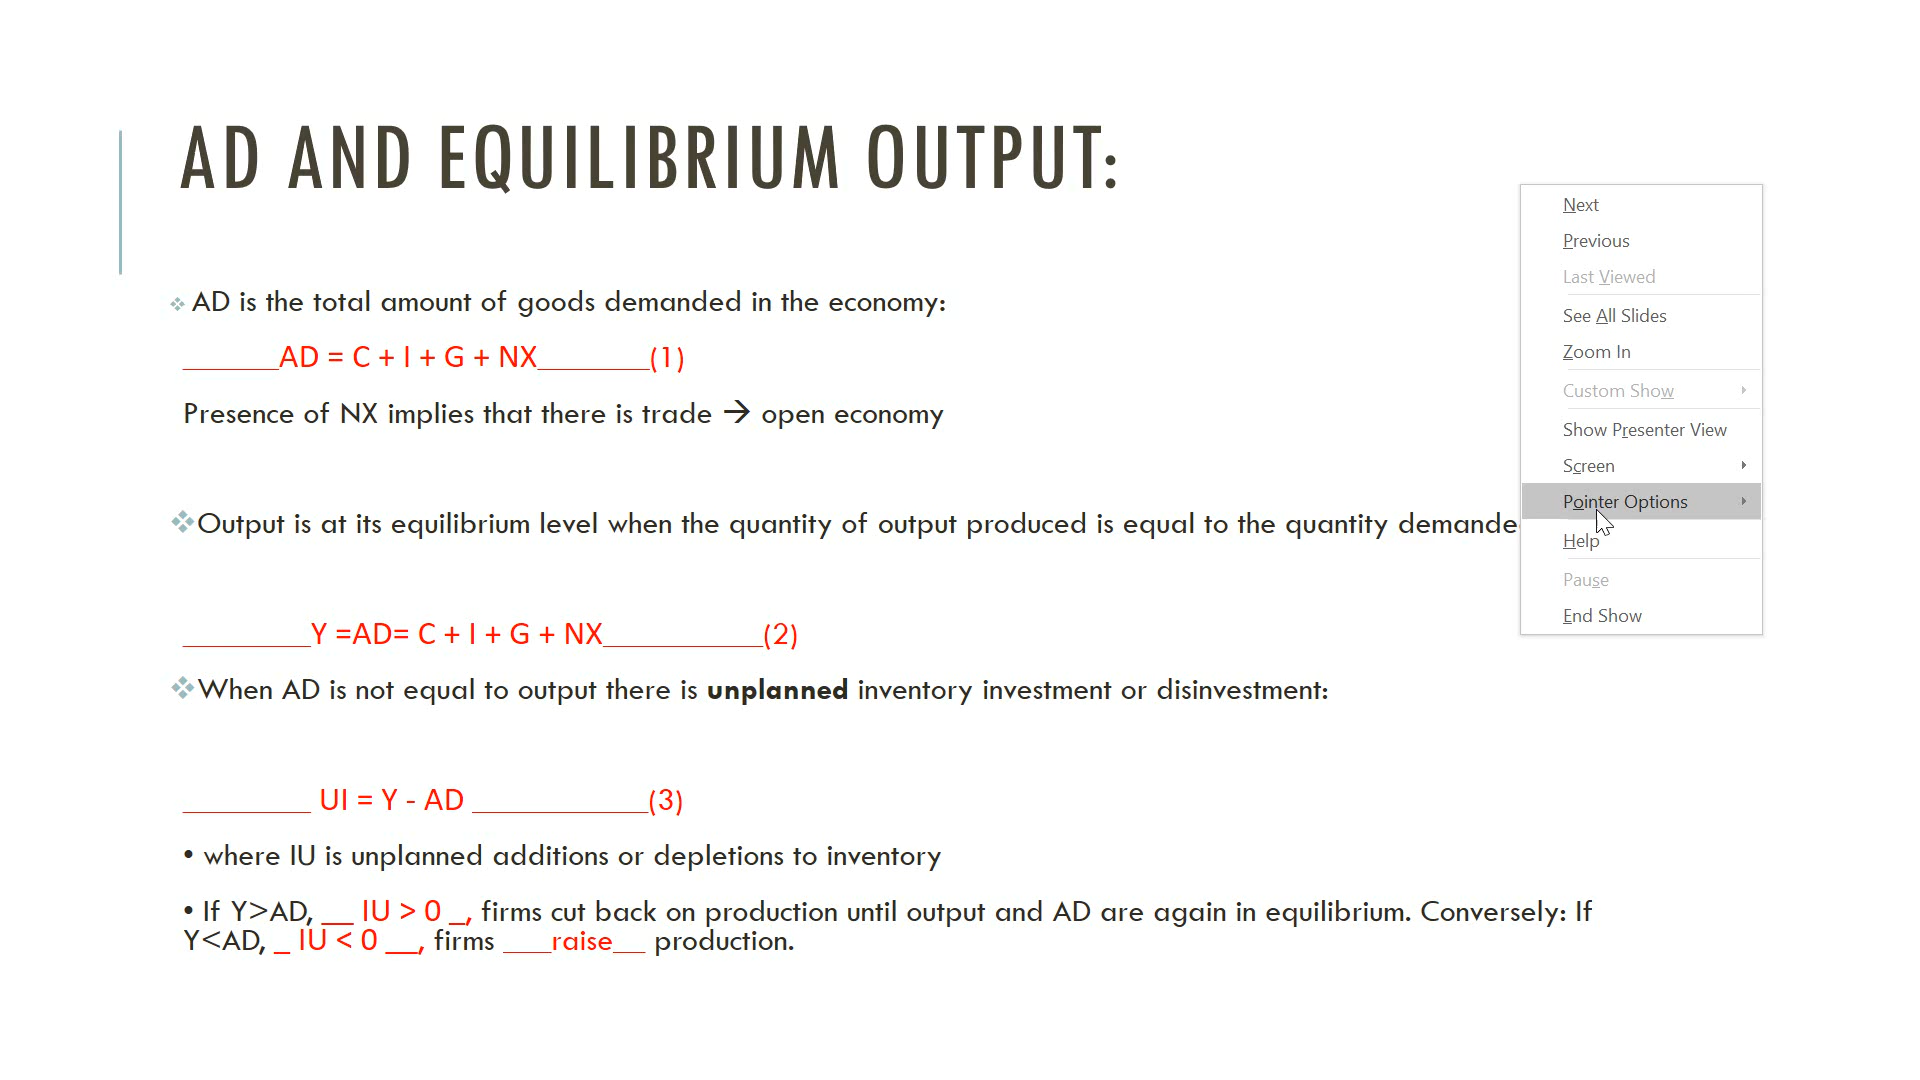 AD AND EQUILIBRIUM OUTPUT:
❖ AD is the total amount of goods demanded in the economy:
______AD = C + I + G + NX_______(1)
Presence of NX implies that there is trade → open economy
❖Output is at its equilibrium level when the quantity of output produced is equal to the quantity
________Y =AD= C + I + G + NX__________(2)
❖When AD is not equal to output there is unplanned inventory investment or disinvestment:
________ UI = Y - AD ___________(3)
• where IU is unplanned additions or depletions to inventory
• If Y>AD, __ IU > 0 _, firms cut back on production until output and AD are again in equilibrium. Conversely: If
Y<AD, _ IU < 0 __, firms ___raise__ production.
Next
Previous
Last Viewed
See All Slides
Zoom In
Custom Show
Show Presenter View
Screen
Pointer Options
Help
Pause
End Show